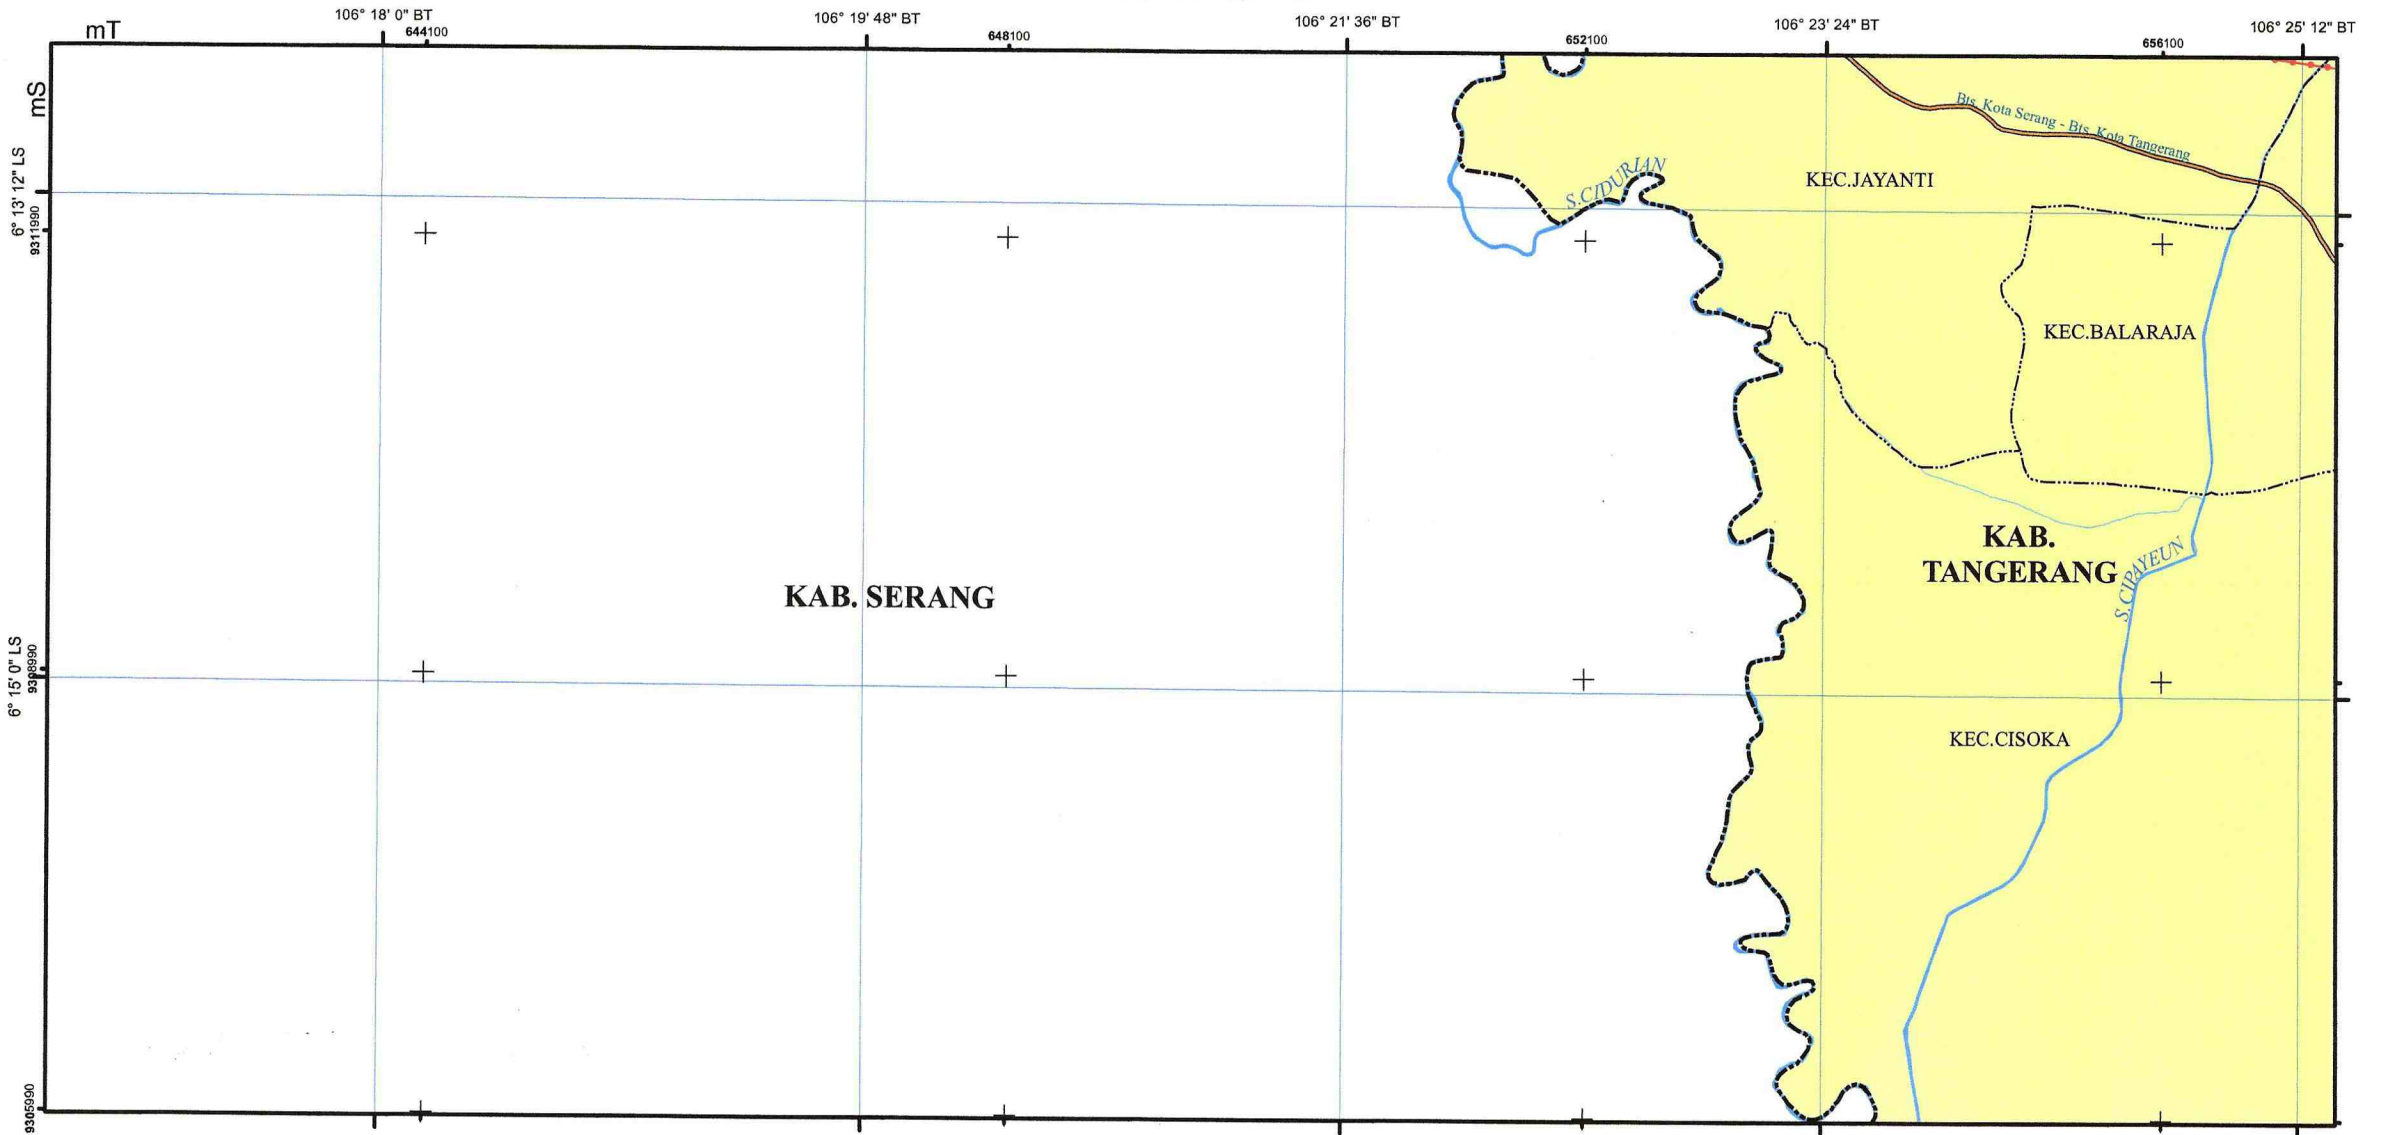 106° 18' 0" BT
106° 19' 48" BT
106° 21' 36" BT
106° 23' 24" BT
106° 25' 12" BT
mT
644100
648100
652100
656100
mS
6° 13' 12" LS
9311990
Bts. Kota Serang - Bts. Kota Tangerang
S.CIDURIAN
KEC.JAYANTI
KEC.BALARAJA
KAB.
TANGERANG
S.CIPAYEUN
KAB. SERANG
6° 15' 0" LS
9308990
KEC.CISOKA
9305990